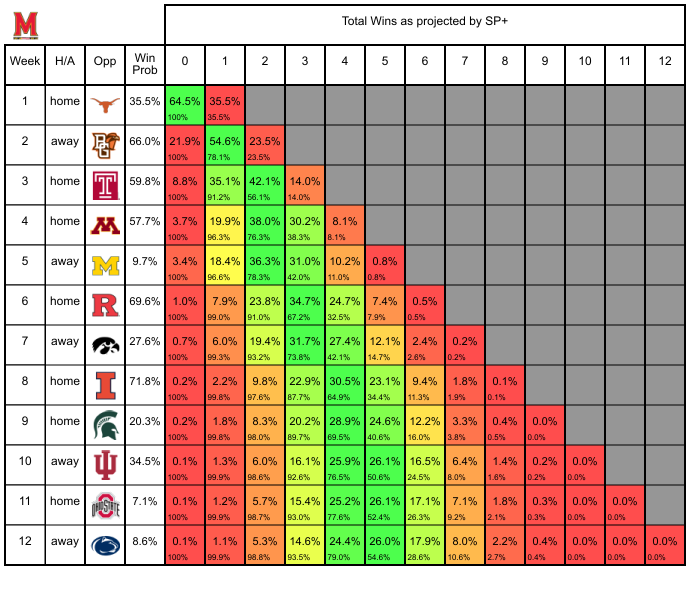 M
Total Wins as projected by SP+
Week H/A Opp Win Prob 0 1 2 3 4 5 6 7 8 9 10 11 12
1 home 35.5% 64.5% 35.5%
100% 35.5%
2 away BG 66.0% 21.9% 54.6% 23.5%
100% 78.1% 23.5%
3 home T 59.8% 8.8% 35.1% 42.1% 14.0%
100% 91.2% 56.1% 14.0%
4 home M 57.7% 3.7% 19.9% 38.0% 30.2% 8.1%
100% 96.3% 76.3% 38.3% 8.1%
5 away M 9.7% 3.4% 18.4% 36.3% 31.0% 10.2% 0.8%
100% 96.6% 78.3% 42.0% 11.0% 0.8%
6 home R 69.6% 1.0% 7.9% 23.8% 34.7% 24.7% 7.4% 0.5%
100% 99.0% 91.0% 67.2% 32.5% 7.9% 0.5%
7 away 27.6% 0.7% 6.0% 19.4% 31.7% 27.4% 12.1% 2.4% 0.2%
100% 99.3% 93.2% 73.8% 42.1% 14.7% 2.6% 0.2%
8 home I 71.8% 0.2% 2.2% 9.8% 22.9% 30.5% 23.1% 9.4% 1.8% 0.1%
100% 99.8% 97.6% 87.7% 64.9% 34.4% 11.3% 1.9% 0.1%
9 home 20.3% 0.2% 1.8% 8.3% 20.2% 28.9% 24.6% 12.2% 3.3% 0.4% 0.0%
100% 99.8% 98.0% 89.7% 69.5% 40.6% 16.0% 3.8% 0.5% 0.0%
10 away IU 34.5% 0.1% 1.3% 6.0% 16.1% 25.9% 26.1% 16.5% 6.4% 1.4% 0.2% 0.0%
100% 99.9% 98.6% 92.6% 76.5% 50.6% 24.5% 8.0% 1.6% 0.2% 0.0%
11 home OHIO STATE 7.1% 0.1% 1.2% 5.7% 15.4% 25.2% 26.1% 17.1% 7.1% 1.8% 0.3% 0.0% 0.0%
100% 99.9% 98.7% 93.0% 77.6% 52.4% 26.3% 9.2% 2.1% 0.3% 0.0% 0.0%
12 away 8.6% 0.1% 1.1% 5.3% 14.6% 24.4% 26.0% 17.9% 8.0% 2.2% 0.4% 0.0% 0.0% 0.0%
100% 99.9% 98.8% 93.5% 79.0% 54.6% 28.6% 10.6% 2.7% 0.4% 0.0% 0.0% 0.0%